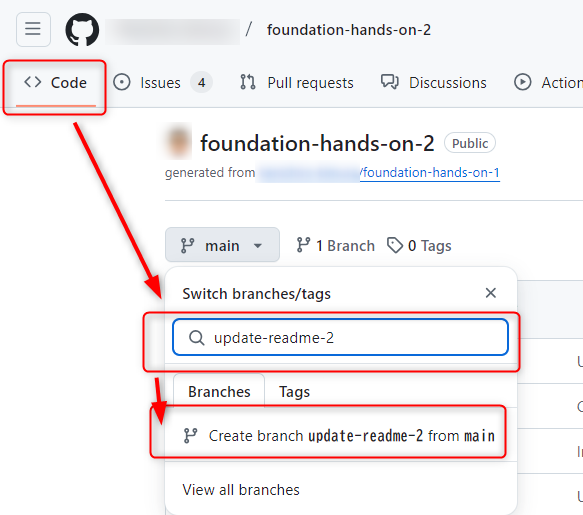 / foundation-hands-on-2
Code Issues 4 Pull requests Discussions Action
foundation-hands-on-2 Public
generated from /foundation-hands-on-1
main 1 Branch 0 Tags
Switch branches/tags
update-readme-2
Branches Tags
Create branch update-readme-2 from main
View all branches